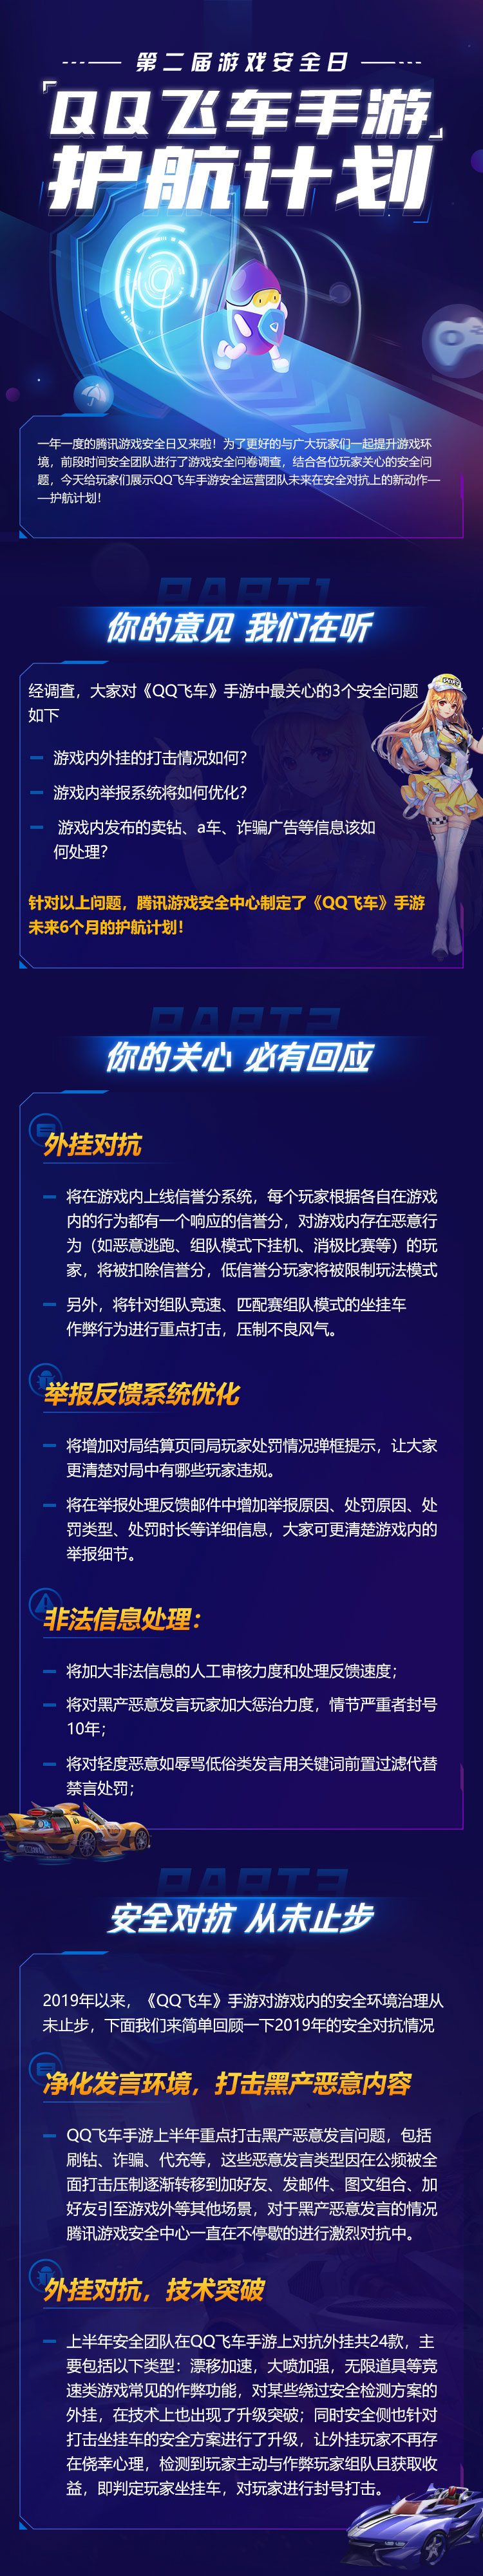 第二届游戏安全日
「QQ飞车手游
护航计划」
一年一度的腾讯游戏安全日又来啦！为了更好的与广大玩家们一起提升游戏环
境，前段时间安全团队进行了游戏安全问卷调查，结合各位玩家关心的安全问
题，今天给玩家们展示QQ飞车手游安全运营团队未来在安全对抗上的新动作—
—护航计划！
PART1
你的意见 我们在听
经调查，大家对《QQ飞车》手游中最关心的3个安全问题
如下
游戏内外挂的打击情况如何？
游戏内举报系统将如何优化？
游戏内发布的卖钻、a车、诈骗广告等信息该如
何处理？
针对以上问题，腾讯游戏安全中心制定了《QQ飞车》手游
未来6个月的护航计划！
PART2
你的关心 必有回应
外挂对抗
将在游戏内上线信誉分系统，每个玩家根据各自在游戏
内的行为都有一个响应的信誉分，对游戏内存在恶意行
为（如恶意逃跑、组队模式下挂机、消极比赛等）的玩
家，将被扣除信誉分，低信誉分玩家将被限制玩法模式
另外，将针对组队竞速、匹配赛组队模式的坐挂车
作弊行为进行重点打击，压制不良风气。
举报反馈系统优化
将增加对局结算页同局玩家处罚情况弹框提示，让大家
更清楚对局中有哪些玩家违规。
将在举报处理反馈邮件中增加举报原因、处罚原因、处
罚类型、处罚时长等详细信息，大家可更清楚游戏内的
举报细节。
非法信息处理：
将加大非法信息的人工审核力度和处理反馈速度；
将对黑产恶意发言玩家加大惩治力度，情节严重者封号
10年；
将对轻度恶意如辱骂低俗类发言用关键词前置过滤代替
禁言处罚；
PART3
安全对抗 从未止步
2019年以来，《QQ飞车》手游对游戏内的安全环境治理从
未止步，下面我们来简单回顾一下2019年的安全对抗情况
净化发言环境，打击黑产恶意内容
QQ飞车手游上半年重点打击黑产恶意发言问题，包括
刷钻、诈骗、代充等，这些恶意发言类型因在公频被全
面打击压制逐渐转移到加好友、发邮件、图文组合、加
好友引至游戏外等其他场景，对于黑产恶意发言的情况
腾讯游戏安全中心一直在不停歇的进行激烈对抗中。
外挂对抗，技术突破
上半年安全团队在QQ飞车手游上对抗外挂共24款，主
要包括以下类型：漂移加速，大喷加强，无限道具等竞
速类游戏常见的作弊功能，对某些绕过安全检测方案的
外挂，在技术上也出现了升级突破；同时安全侧也针对
打击坐挂车的安全方案进行了升级，让外挂玩家不再存
在侥幸心理，检测到玩家主动与作弊玩家组队且获取收
益，即判定玩家坐挂车，对玩家进行封号打击。